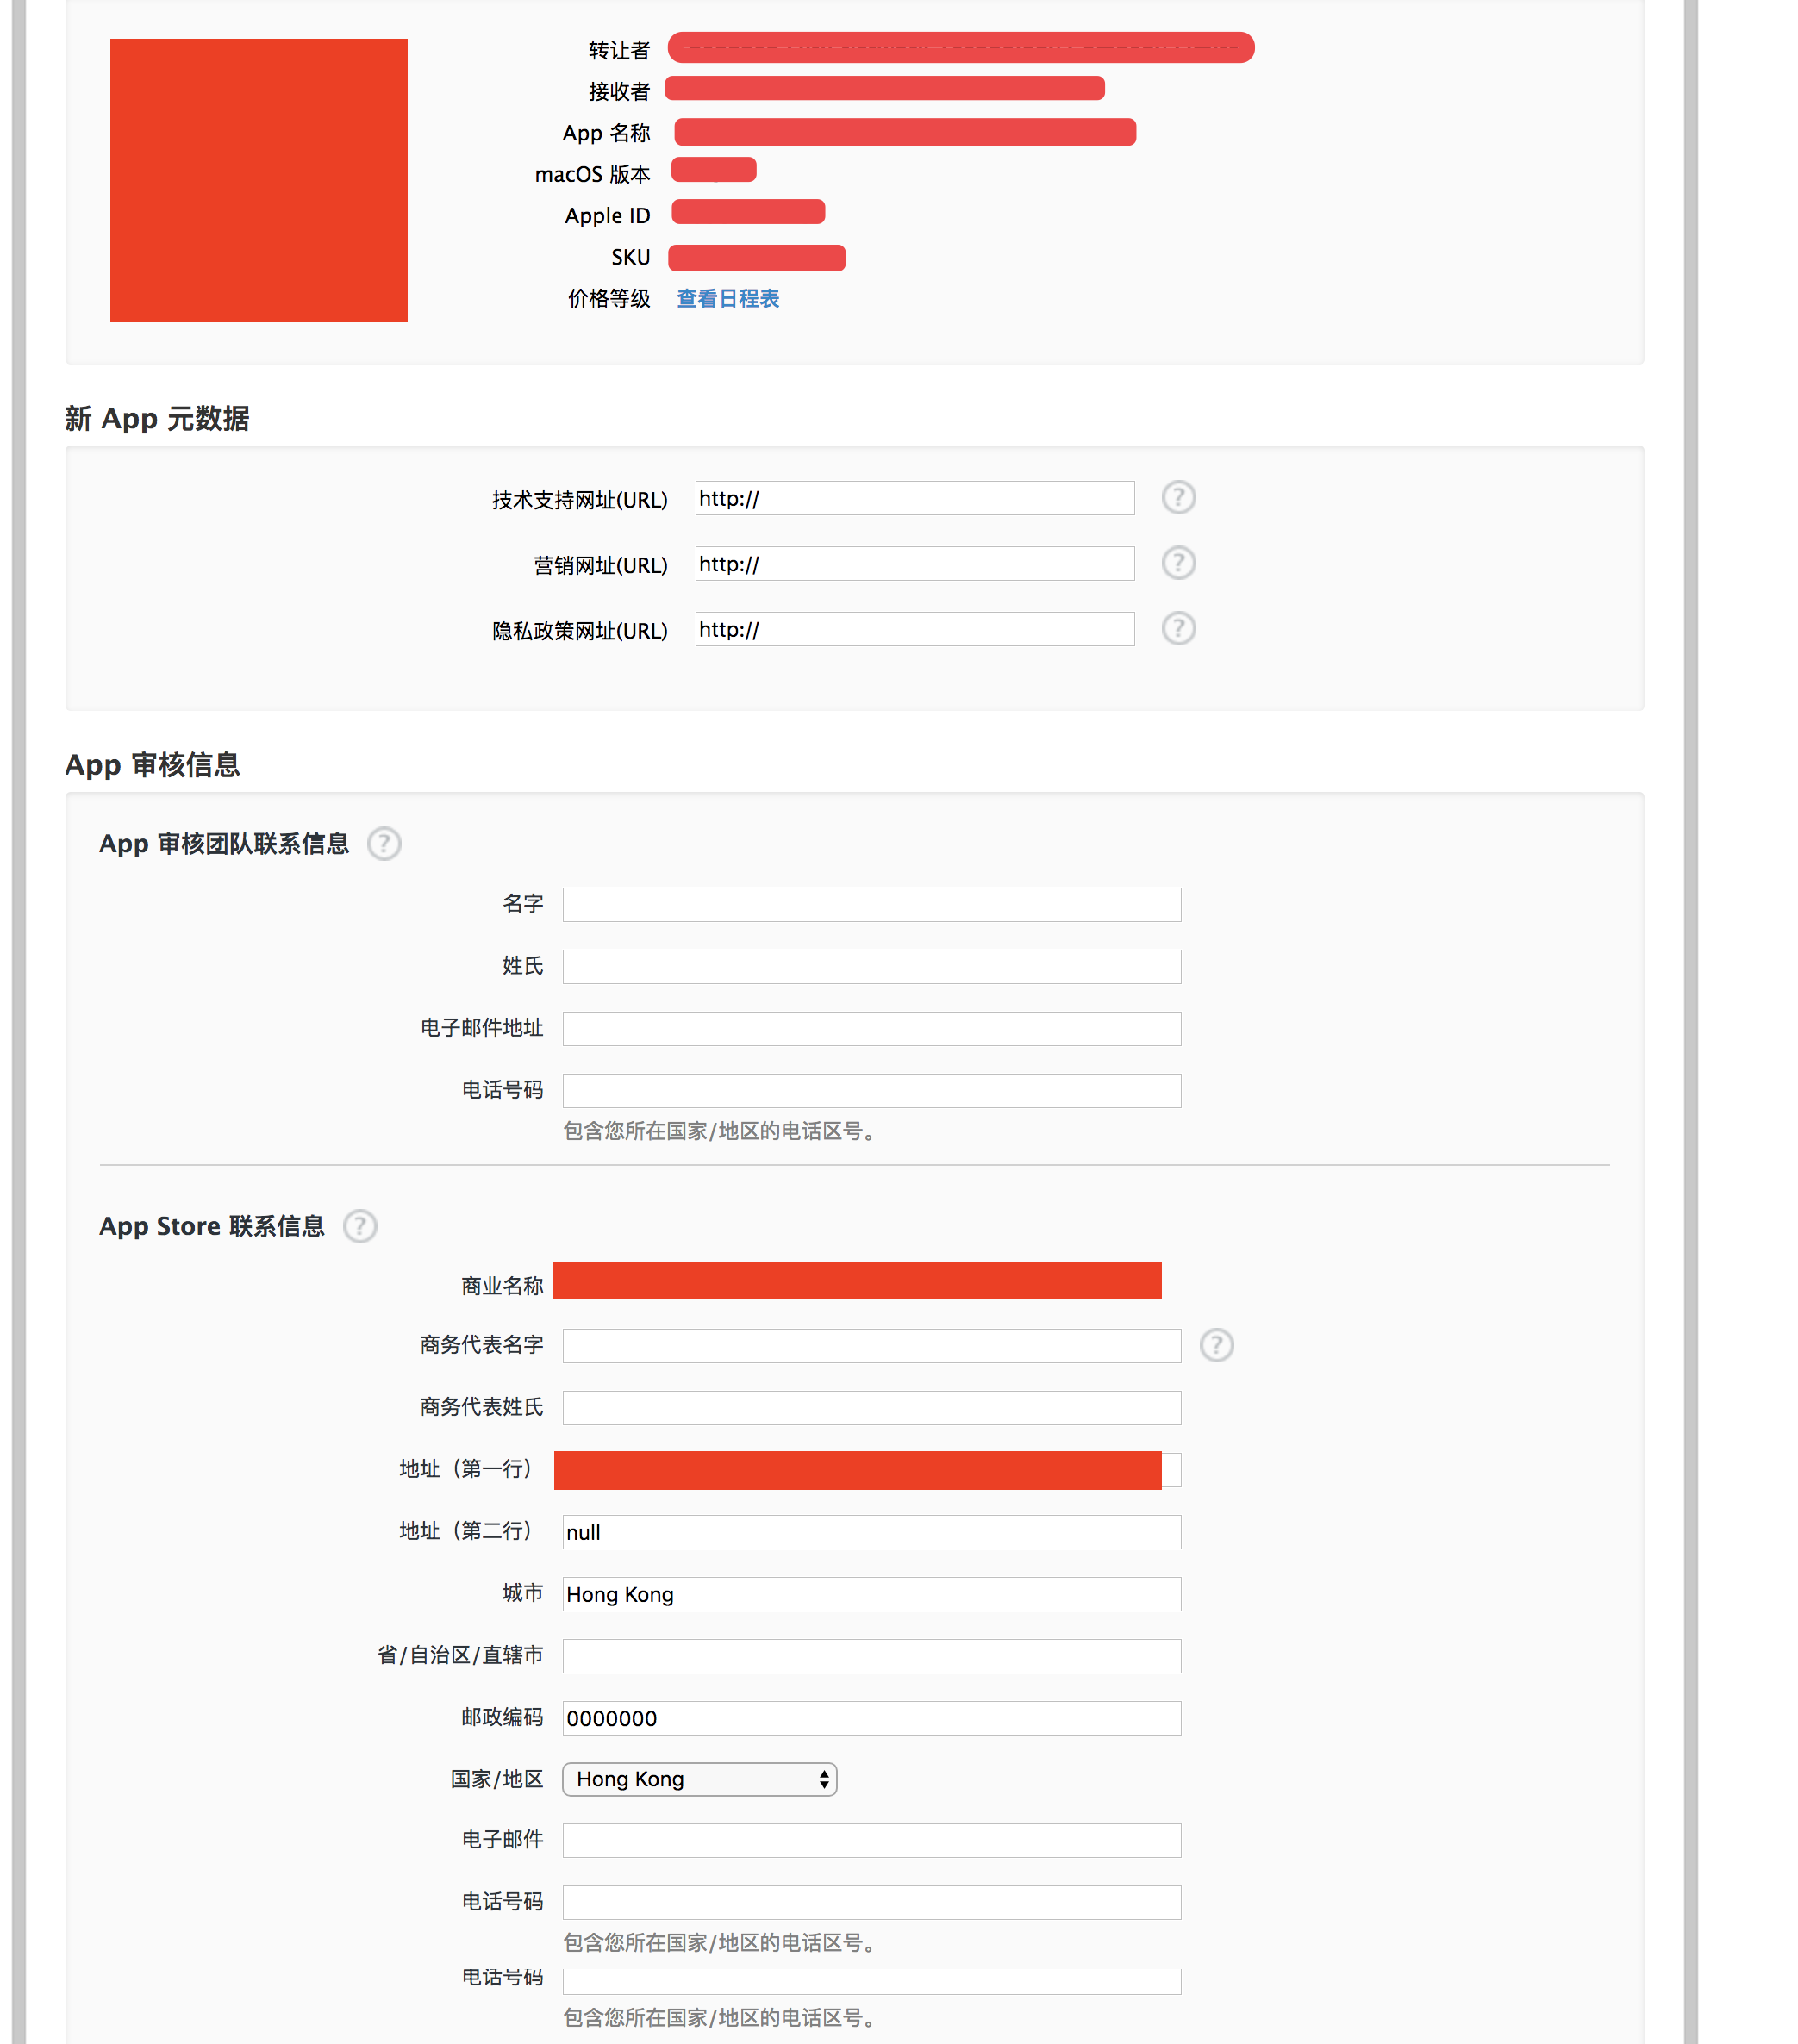 转让者
接收者
App 名称
macOS 版本
Apple ID
SKU
价格等级 查看日程表
新 App 元数据
技术支持网址(URL) http://
营销网址(URL) http://
隐私政策网址(URL) http://
App 审核信息
App 审核团队联系信息 ?
名字
姓氏
电子邮件地址
电话号码
包含您所在国家/地区的电话区号。
App Store 联系信息 ?
商业名称
商务代表名字
商务代表姓氏
地址（第一行）
地址（第二行） null
城市 Hong Kong
省/自治区/直辖市
邮政编码 0000000
国家/地区 Hong Kong
电子邮件
电话号码
包含您所在国家/地区的电话区号。
电话号码
包含您所在国家/地区的电话区号。